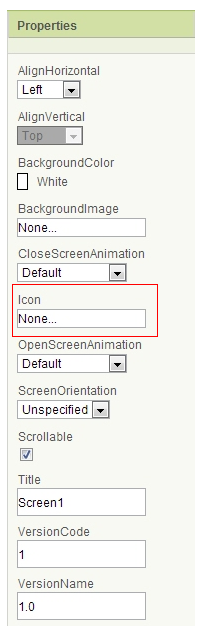 Properties
AlignHorizontal
Left
AlignVertical
Top
BackgroundColor
White
BackgroundImage
None...
CloseScreenAnimation
Default
Icon
None...
OpenScreenAnimation
Default
ScreenOrientation
Unspecified
Scrollable
Title
Screen1
VersionCode
1
VersionName
1.0